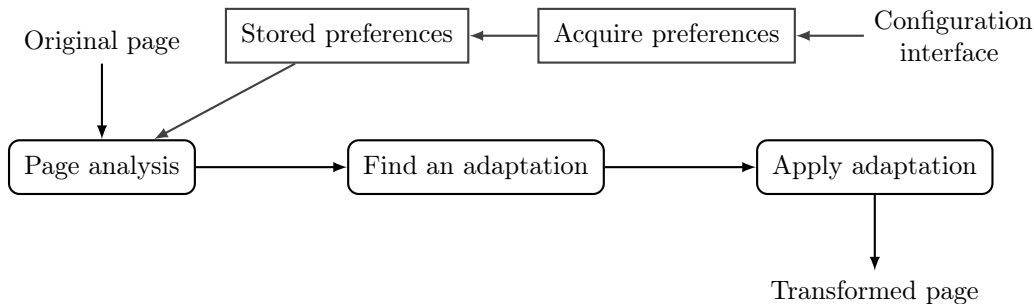 Original page
Stored preferences
Acquire preferences
Configuration
interface
Page analysis
Find an adaptation
Apply adaptation
Transformed page